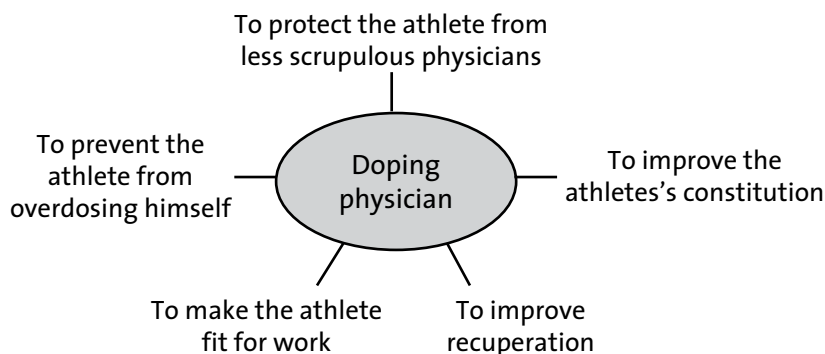 To protect the athlete from
less scrupulous physicians
To prevent the
athlete from
overdosing himself
Doping
physician
To improve the
athletes's constitution
To make the athlete
fit for work
To improve
recuperation